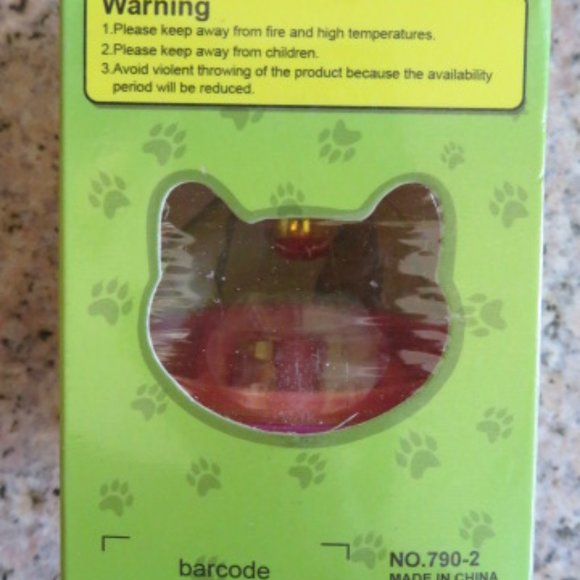 Warning
1.Please keep away from fire and high temperatures.
2.Please keep away from children.
3.Avoid violent throwing of the product because the availability
period will be reduced.
barcode
NO.790-2
MADE IN CHINA